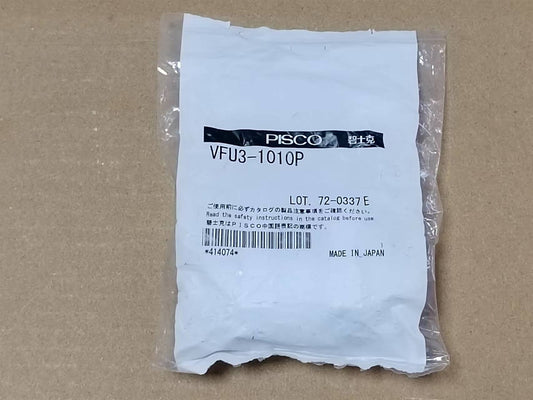 PISCO 碧士克
VFU3-1010P
LOT. 72-0337E
ご使用前に必ずカタログの製品注意事項をご確認ください。
Read the safety instructions in the catalog before use
碧士克はPISCO中国語表記の商標です。
*414074*
MADE IN JAPAN